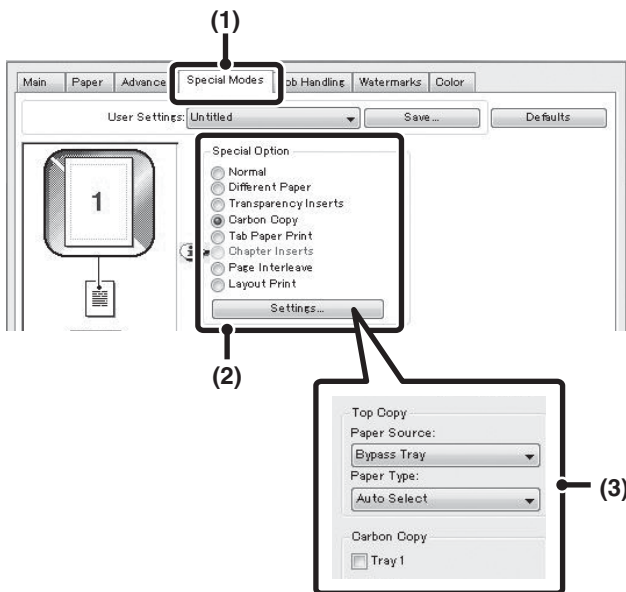 (1)
Main Paper Advance Special Modes ob Handling Watermarks Color
User Settings: Untitled Save... Defaults
Special Option
Normal
1
Different Paper
Transparency Inserts
Carbon Copy
Tab Paper Print
Chapter Inserts
Page Interleave
Layout Print
Settings...
(2)
Top Copy
Paper Source:
Bypass Tray
Paper Type:
Auto Select
(3)
Carbon Copy
Tray 1